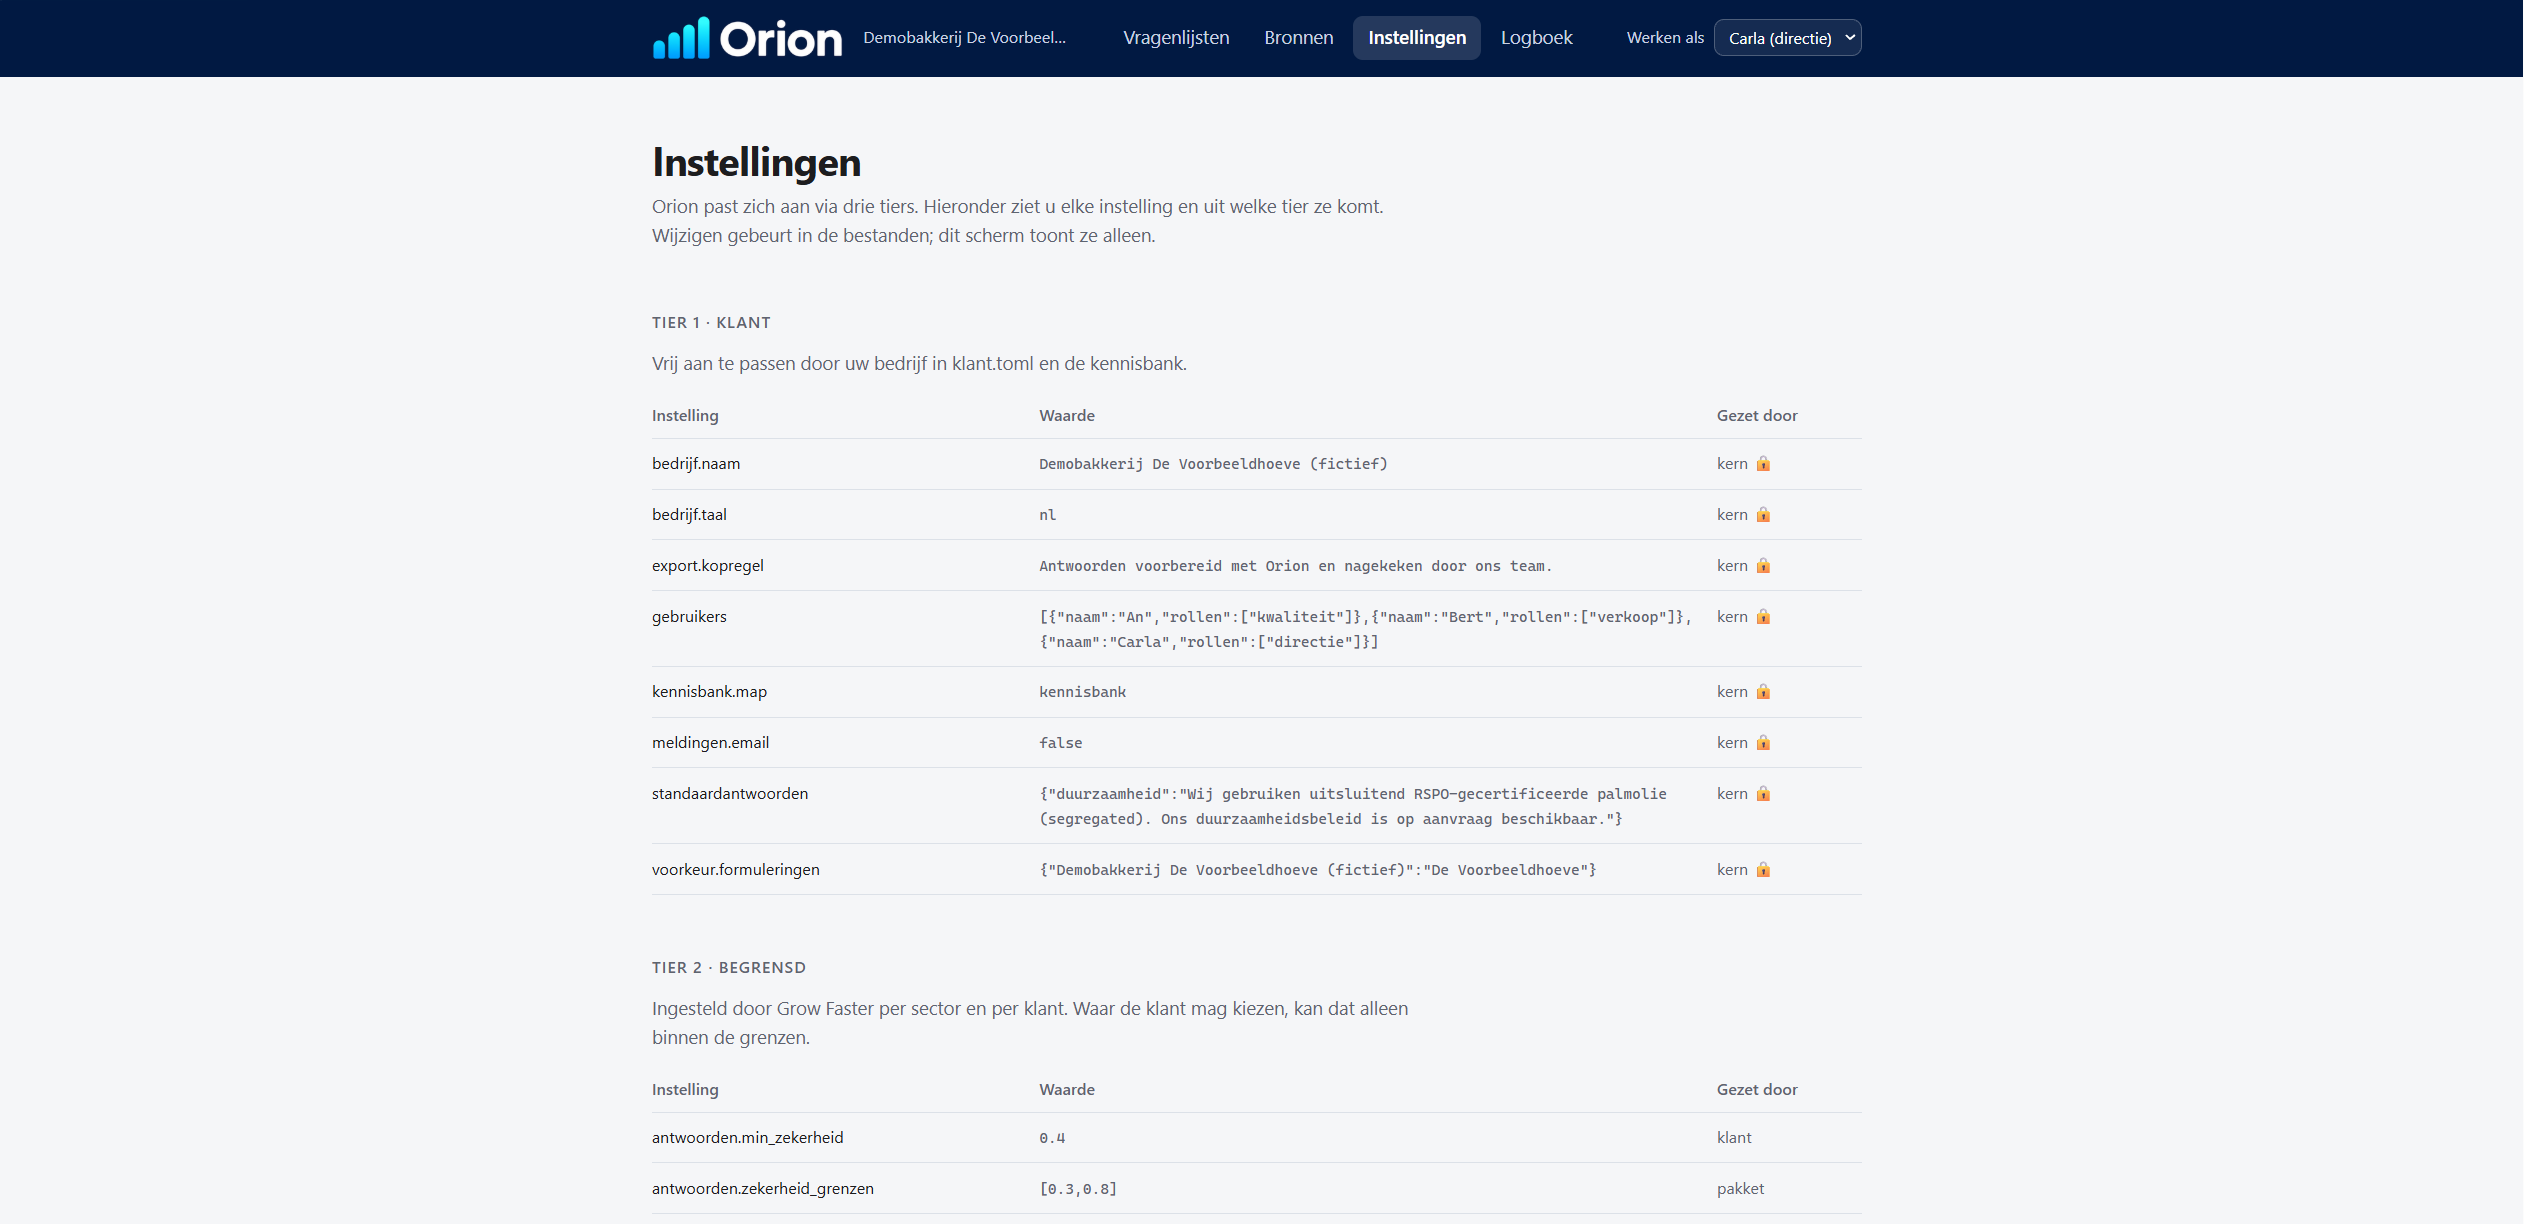 Orion
Demobakkerij De Voorbeel...
Vragenlijsten
Bronnen
Instellingen
Logboek
Werken als
Carla (directie)
Instellingen
Orion past zich aan via drie tiers. Hieronder ziet u elke instelling en uit welke tier ze komt.
Wijzigen gebeurt in de bestanden; dit scherm toont ze alleen.
TIER 1 · KLANT
Vrij aan te passen door uw bedrijf in klant.toml en de kennisbank.
Instelling Waarde Gezet door
bedrijf.naam Demobakkerij De Voorbeeldhoeve (fictief) kern
bedrijf.taal nl kern
export.kopregel Antwoorden voorbereid met Orion en nagekeken door ons team. kern
gebruikers [{"naam":"An","rollen":["kwaliteit"]},{"naam":"Bert","rollen":["verkoop"]}, kern
{"naam":"Carla","rollen":["directie"]}]
kennisbank.map kennisbank kern
meldingen.email false kern
standaardantwoorden {"duurzaamheid":"Wij gebruiken uitsluitend RSPO-gecertificeerde palmolie kern
(segregated). Ons duurzaamheidsbeleid is op aanvraag beschikbaar."}
voorkeur.formuleringen {"Demobakkerij De Voorbeeldhoeve (fictief)":"De Voorbeeldhoeve"} kern
TIER 2 · BEGRENSD
Ingesteld door Grow Faster per sector en per klant. Waar de klant mag kiezen, kan dat alleen
binnen de grenzen.
Instelling Waarde Gezet door
antwoorden.min_zekerheid 0.4 klant
antwoorden.zekerheid_grenzen [0.3,0.8] pakket